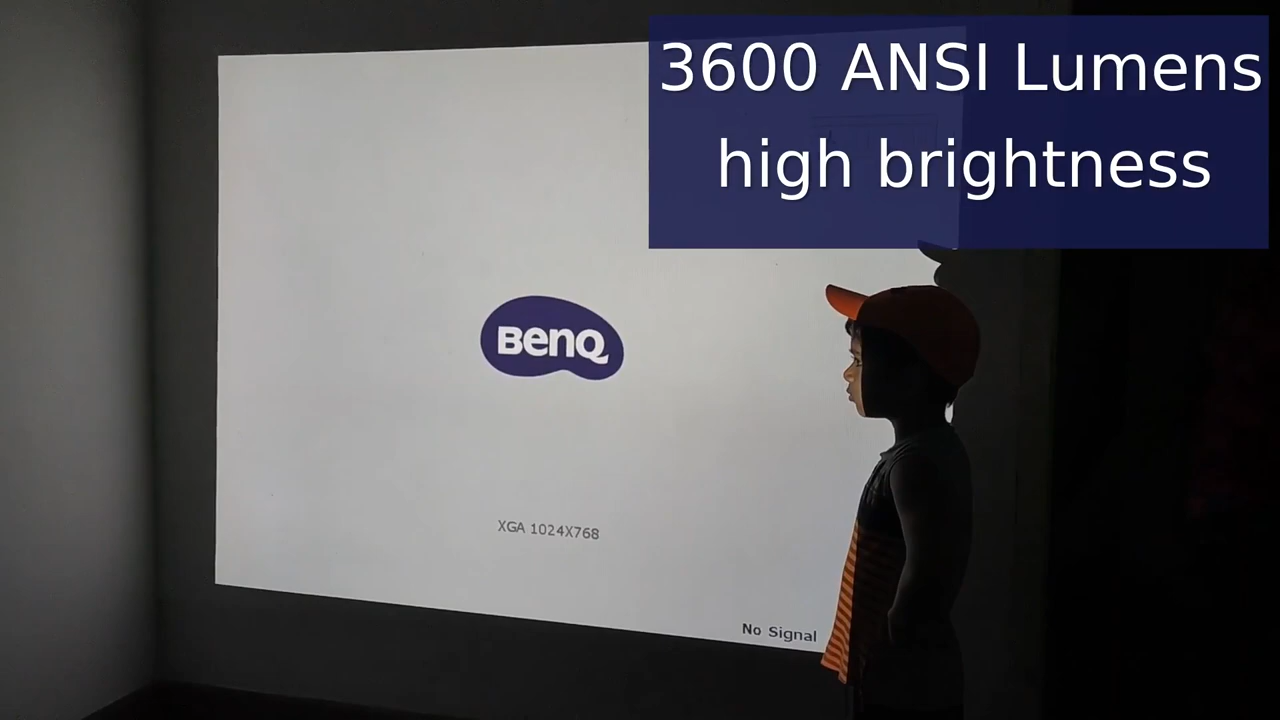 3600 ANSI Lumens
high brightness
BenQ
XGA 1024X768
No Signal